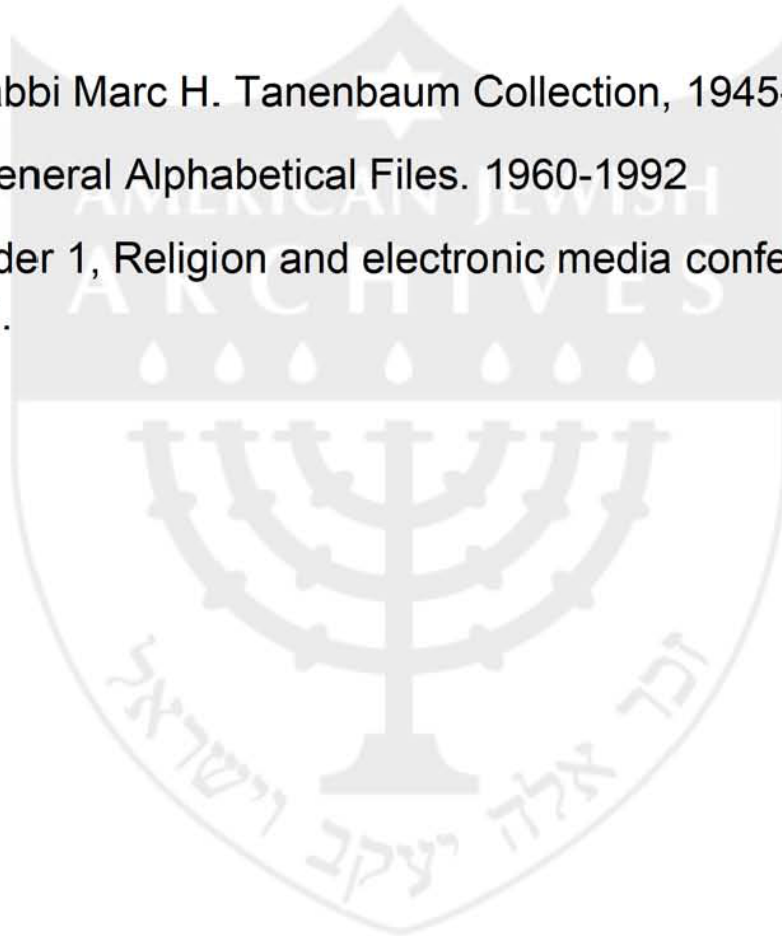 abbi Marc H. Tanenbaum Collection, 1945-
eneral Alphabetical Files. 1960-1992
AMERICAN JEWISH
der 1, Religion and electronic media confe
ARCHIVES
.
זכר אלה יעקב וישראל